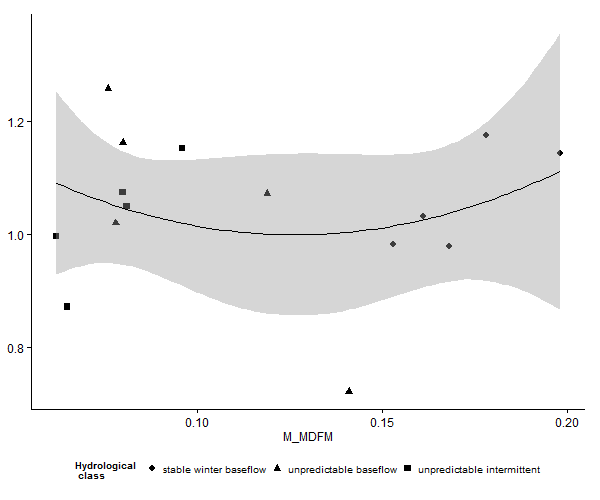 1.2
1.0
0.8
0.10 0.15 0.20
M_MDFM
Hydrological
class
stable winter baseflow unpredictable baseflow unpredictable intermittent